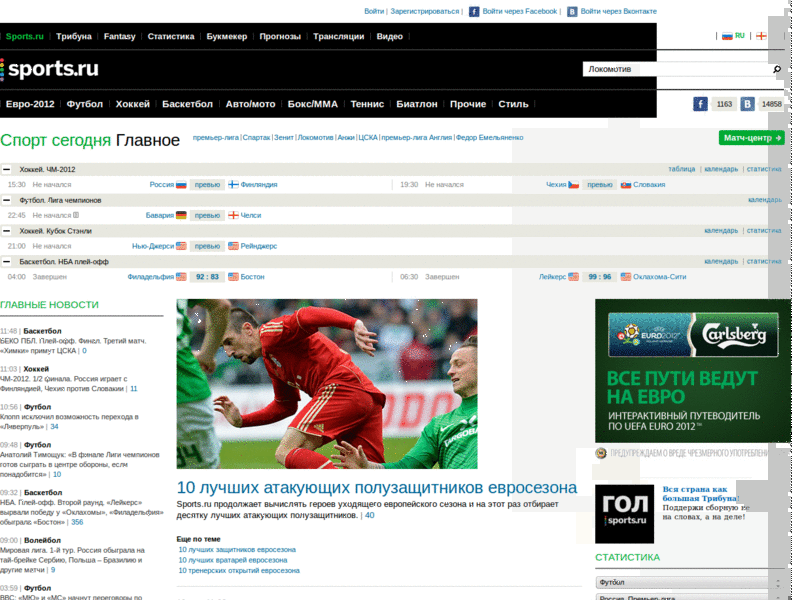 Войти | Зарегистрироваться | Войти через Facebook | Войти через Вконтакте
Sports.ru Трибуна Fantasy Статистика Букмекер Прогнозы Трансляции Видео
RU
sports.ru
Локомотив
Евро-2012 Футбол Хоккей Баскетбол Авто/мото Бокс/ММА Теннис Биатлон Прочие Стиль
1163 14858
Спорт сегодня Главное
премьер-лига | Спартак | Зенит | Локомотив | Анжи | ЦСКА | премьер-лига Англия | Федор Емельяненко
Матч-центр
Хоккей. ЧМ-2012
таблица | календарь | статистика
15:30 Не начался Россия превью Финляндия
19:30 Не начался Чехия превью Словакия
Футбол. Лига чемпионов
календарь
22:45 Не начался Бавария превью Челси
Хоккей. Кубок Стэнли
календарь | статистика
21:00 Не начался Нью-Джерси превью Рейнджерс
Баскетбол. НБА плей-офф
календарь | статистика
04:00 Завершен Филадельфия 92 : 83 Бостон
06:30 Завершен Лейкерс 99 : 96 Оклахома-Сити
ГЛАВНЫЕ НОВОСТИ
11:48 | Баскетбол
БЕКО ПБЛ. Плей-офф. Финал. Третий матч.
«Химки» примут ЦСКА | 0
11:03 | Хоккей
ЧМ-2012. 1/2 финала. Россия играет с
Финляндией, Чехия против Словакии | 11
10:56 | Футбол
Клопп исключил возможность перехода в
«Ливерпуль» | 34
09:48 | Футбол
Анатолий Тимощук: «В финале Лиги чемпионов
готов сыграть в центре обороны, если
понадобится» | 10
09:32 | Баскетбол
НБА. Плей-офф. Второй раунд. «Лейкерс»
вырвали победу у «Оклахомы», «Филадельфия»
обыграла «Бостон» | 356
09:00 | Волейбол
Мировая лига. 1-й тур. Россия обыграла на
тай-брейке Сербию, Польша – Бразилию и
другие матчи | 9
03:59 | Футбол
BBC: «МЮ» и «МС» начнут переговоры по
10 лучших атакующих полузащитников евросезона
Sports.ru продолжает вычислять героев уходящего европейского сезона и на этот раз отбирает
десятку лучших атакующих полузащитников. | 40
Еще по теме
10 лучших защитников евросезона
10 лучших вратарей евросезона
10 тренерских открытий евросезона
UEFA EURO2012
Carlsberg
ВСЕ ПУТИ ВЕДУТ
НА ЕВРО
ИНТЕРАКТИВНЫЙ ПУТЕВОДИТЕЛЬ
ПО UEFA EURO 2012™
ПРЕДУПРЕЖДАЕМ О ВРЕДЕ ЧРЕЗМЕРНОГО УПОТРЕБЛЕНИ
ГОЛ
sports.ru
Вся страна как
большая Трибуна!
Поддержи сборную не
на словах, а на деле!
СТАТИСТИКА
Футбол
Россия. Премьер-лига